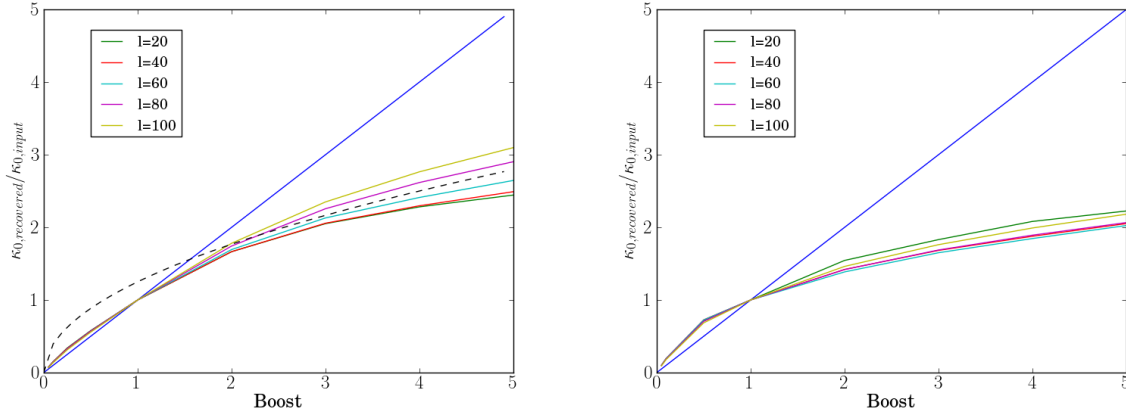 5
4
3
2
1
0
κ0,recovered/κ0,input
l=20
l=40
l=60
l=80
l=100
0 1 2 3 4 5
Boost
5
4
3
2
1
0
κ0,recovered/κ0,input
l=20
l=40
l=60
l=80
l=100
0 1 2 3 4 5
Boost